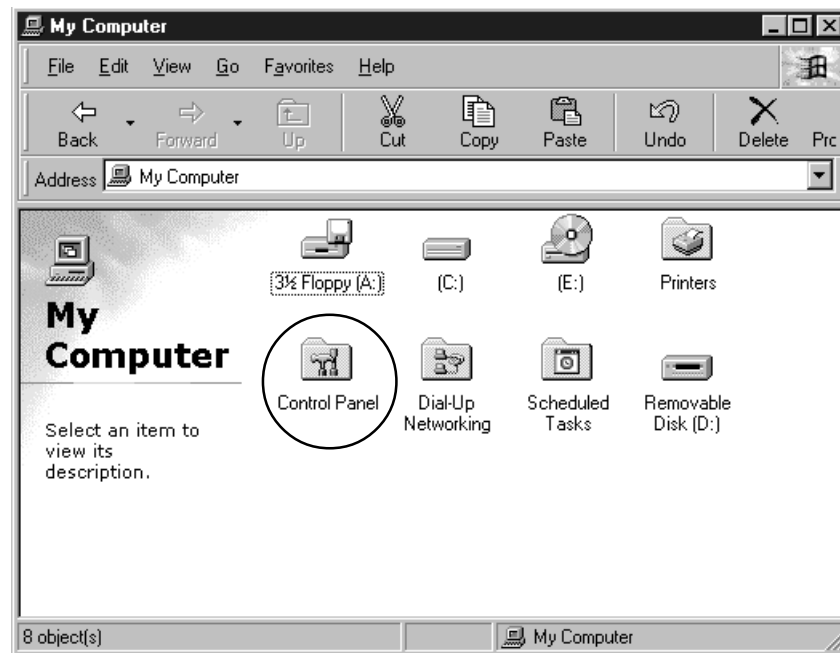 My Computer
File Edit View Go Favorites Help
Back Forward Up Cut Copy Paste Undo Delete Prc
Address My Computer
3½ Floppy (A:) (C:) (E:) Printers
My
Computer
Control Panel Dial-Up Networking Scheduled Tasks Removable Disk (D:)
Select an item to
view its
description.
8 object(s) My Computer